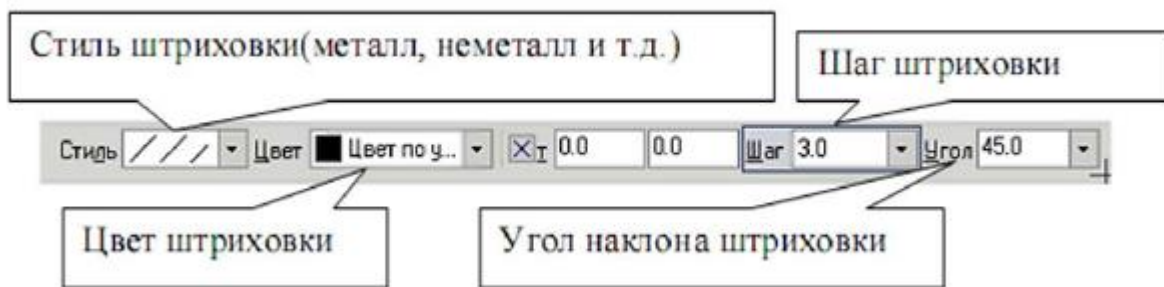 Стиль штриховки(металл, неметалл и т.д.)
Шаг штриховки
Стиль Цвет Цвет по у... т 0.0 0.0 Шаг 3.0 Угол 45.0
Цвет штриховки
Угол наклона штриховки